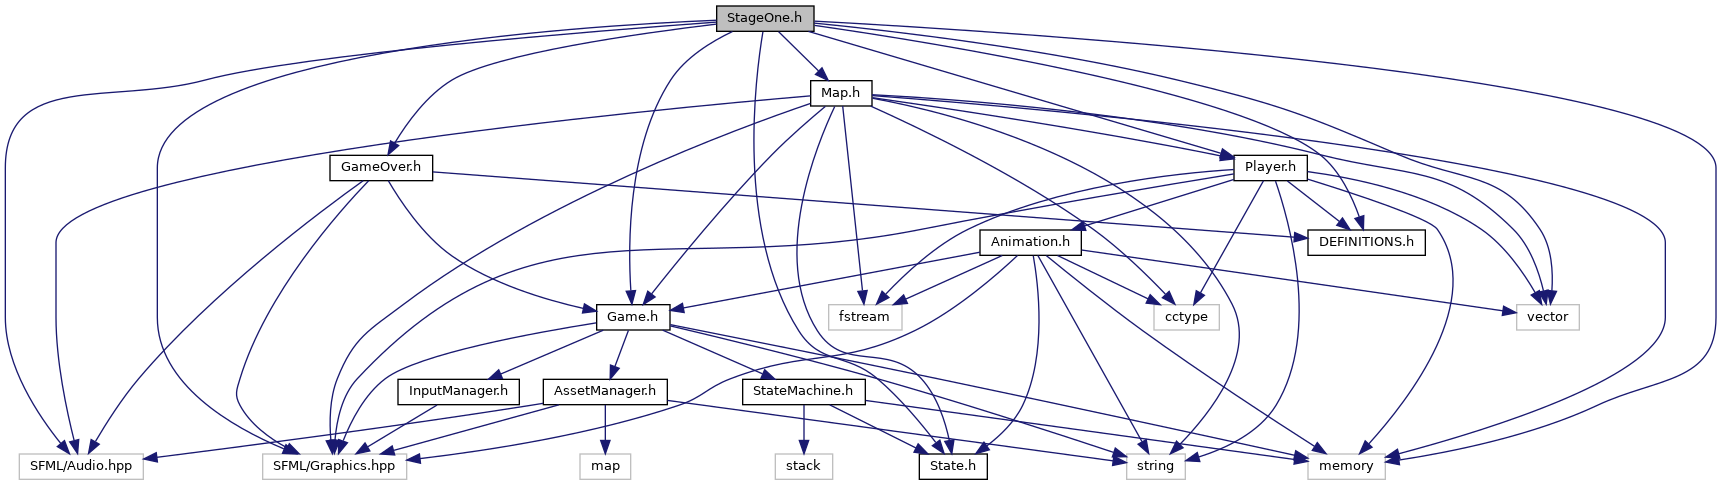 StageOne.h
Map.h
GameOver.h
Player.h
Animation.h
DEFINITIONS.h
Game.h
fstream
cctype
vector
InputManager.h
AssetManager.h
StateMachine.h
SFML/Audio.hpp
SFML/Graphics.hpp
map
stack
State.h
string
memory